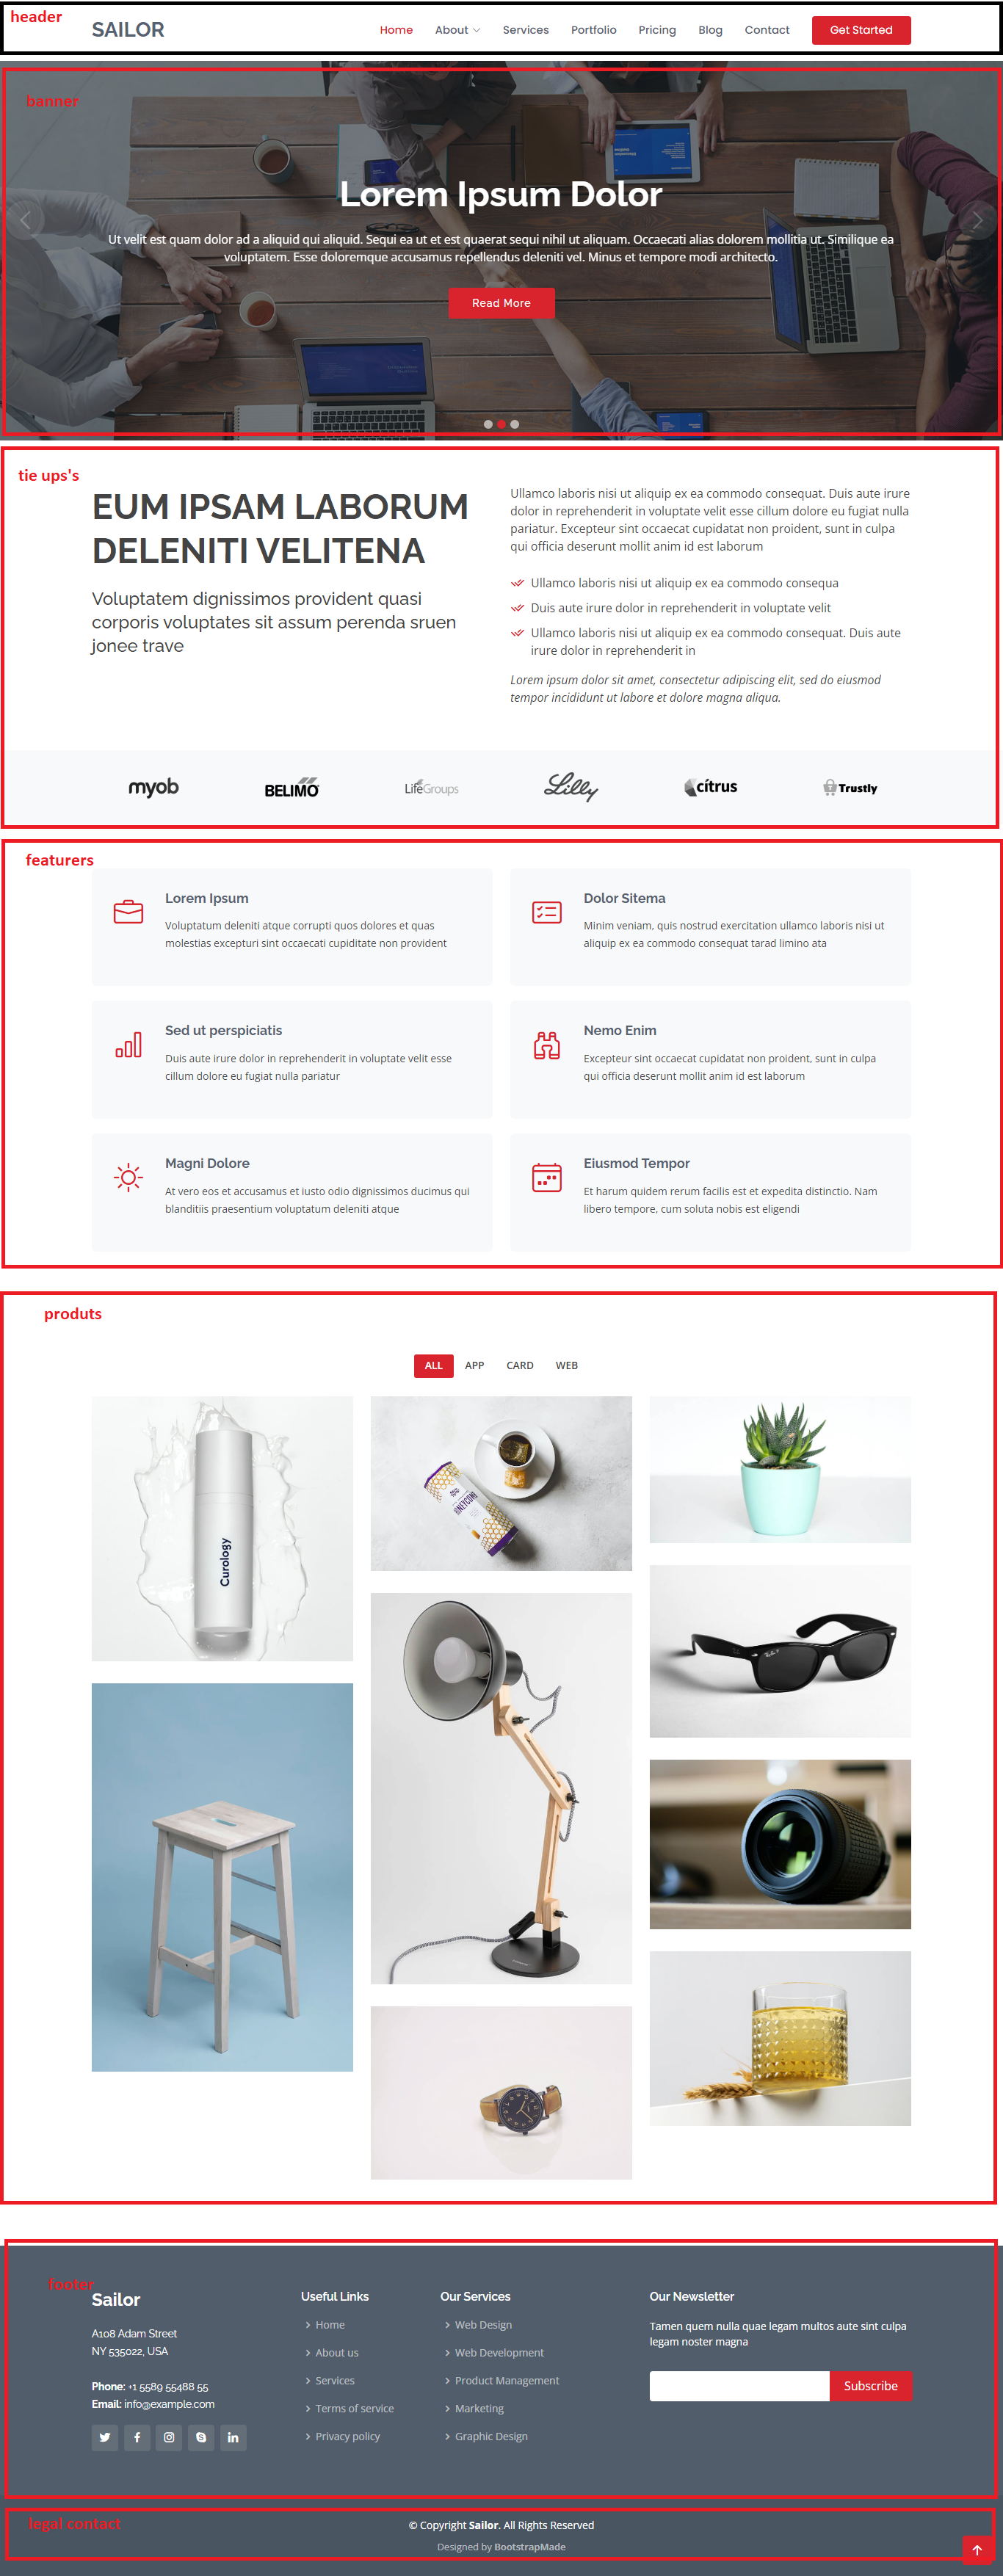 header
SAILOR
Home About Services Portfolio Pricing Blog Contact Get Started
banner
Lorem Ipsum Dolor
Ut velit est quam dolor ad a aliquid qui aliquid. Sequi ea ut et est quaerat sequi nihil ut aliquam. Occaecati alias dolorem mollitia ut. Similique ea
voluptatem. Esse doloremque accusamus repellendus deleniti vel. Minus et tempore modi architecto.
Read More
tie ups's
EUM IPSAM LABORUM
DELENITI VELITENA
Voluptatem dignissimos provident quasi
corporis voluptates sit assum perenda sruen
jonee trave
Ullamco laboris nisi ut aliquip ex ea commodo consequat. Duis aute irure
dolor in reprehenderit in voluptate velit esse cillum dolore eu fugiat nulla
pariatur. Excepteur sint occaecat cupidatat non proident, sunt in culpa
qui officia deserunt mollit anim id est laborum
Ullamco laboris nisi ut aliquip ex ea commodo consequa
Duis aute irure dolor in reprehenderit in voluptate velit
Ullamco laboris nisi ut aliquip ex ea commodo consequat. Duis aute
irure dolor in reprehenderit in
Lorem ipsum dolor sit amet, consectetur adipiscing elit, sed do eiusmod
tempor incididunt ut labore et dolore magna aliqua.
myob BELIMO LifeGroups Lilly citrus Trustly
featurers
Lorem Ipsum
Voluptatum deleniti atque corrupti quos dolores et quas
molestias excepturi sint occaecati cupiditate non provident
Dolor Sitema
Minim veniam, quis nostrud exercitation ullamco laboris nisi ut
aliquip ex ea commodo consequat tarad limino ata
Sed ut perspiciatis
Duis aute irure dolor in reprehenderit in voluptate velit esse
cillum dolore eu fugiat nulla pariatur
Nemo Enim
Excepteur sint occaecat cupidatat non proident, sunt in culpa
qui officia deserunt mollit anim id est laborum
Magni Dolore
At vero eos et accusamus et iusto odio dignissimos ducimus qui
blanditiis praesentium voluptatum deleniti atque
Eiusmod Tempor
Et harum quidem rerum facilis est et expedita distinctio. Nam
libero tempore, cum soluta nobis est eligendi
produts
ALL APP CARD WEB
Curology
HONEYCOMB
footer
Sailor
A108 Adam Street
NY 535022, USA
Phone: +1 5589 55488 55
Email: info@example.com
Useful Links
Home
About us
Services
Terms of service
Privacy policy
Our Services
Web Design
Web Development
Product Management
Marketing
Graphic Design
Our Newsletter
Tamen quem nulla quae legam multos aute sint culpa
legam noster magna
Subscribe
legal contact
© Copyright Sailor. All Rights Reserved
Designed by BootstrapMade